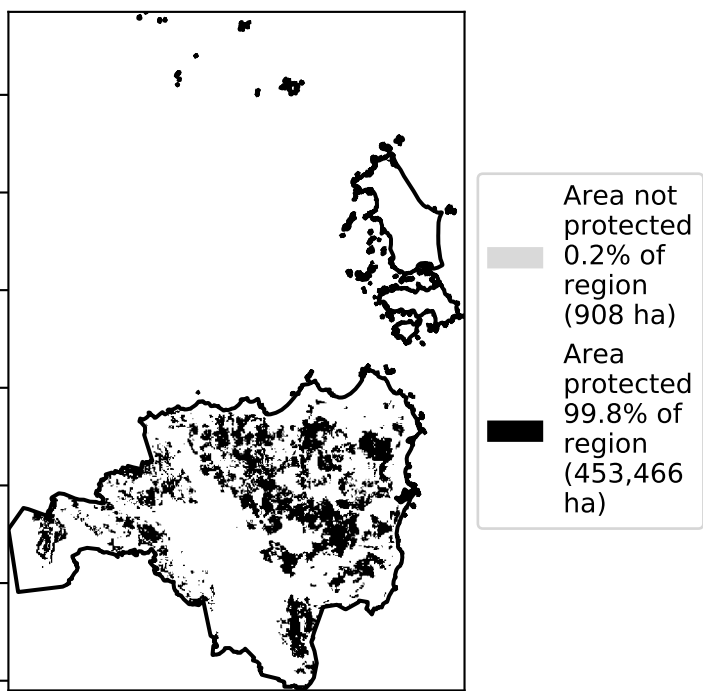 Area not
protected
0.2% of
region
(908 ha)
Area
protected
99.8% of
region
(453,466
ha)